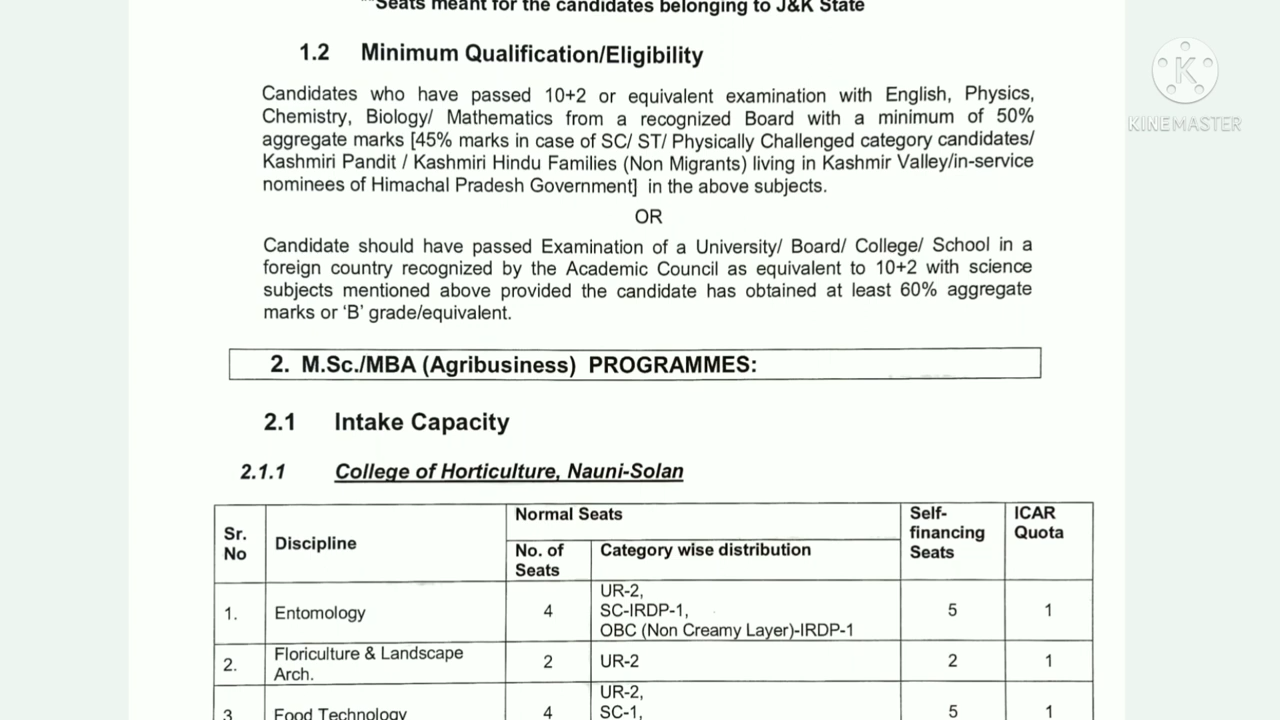 **Seats meant for the candidates belonging to J&K State
1.2 Minimum Qualification/Eligibility
Candidates who have passed 10+2 or equivalent examination with English, Physics,
Chemistry, Biology/ Mathematics from a recognized Board with a minimum of 50%
aggregate marks [45% marks in case of SC/ ST/ Physically Challenged category candidates/
Kashmiri Pandit / Kashmiri Hindu Families (Non Migrants) living in Kashmir Valley/in-service
nominees of Himachal Pradesh Government] in the above subjects.
OR
Candidate should have passed Examination of a University/ Board/ College/ School in a
foreign country recognized by the Academic Council as equivalent to 10+2 with science
subjects mentioned above provided the candidate has obtained at least 60% aggregate
marks or ‘B’ grade/equivalent.
2. M.Sc./MBA (Agribusiness) PROGRAMMES:
2.1 Intake Capacity
2.1.1 College of Horticulture, Nauni-Solan
Sr. No Discipline Normal Seats Self-financing Seats ICAR Quota
No. of Seats Category wise distribution
1. Entomology 4 UR-2, 5 1
SC-IRDP-1,
OBC (Non Creamy Layer)-IRDP-1
2. Floriculture & Landscape Arch. 2 UR-2 2 1
3 Food Technology 4 UR-2, 5 1
SC-1,
K
KINEMASTER